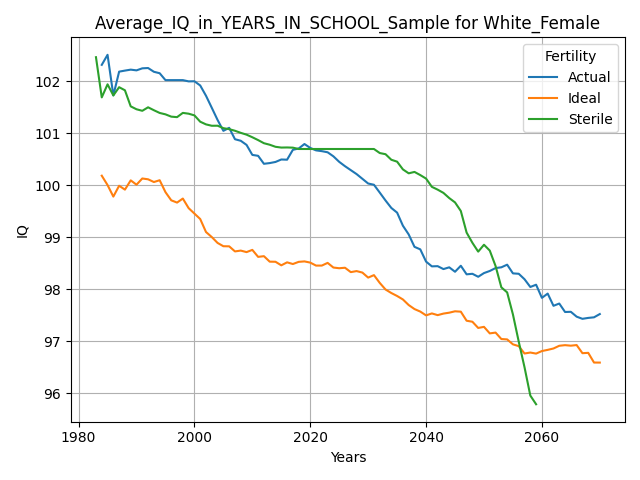 Average_IQ_in_YEARS_IN_SCHOOL_Sample for White_Female
Fertility
Actual
Ideal
Sterile
IQ
102
101
100
99
98
97
96
1980
2000
2020
2040
2060
Years